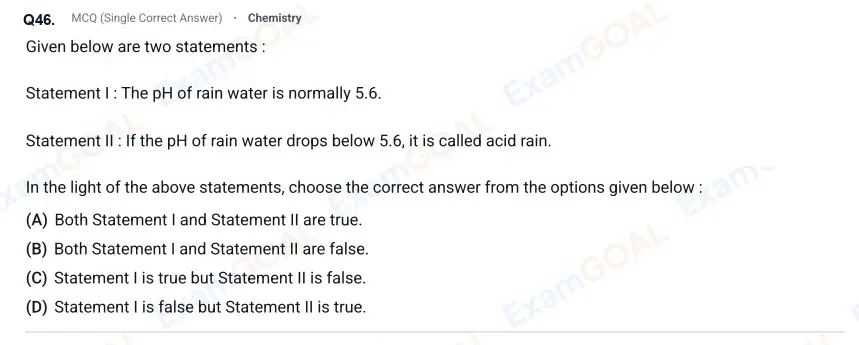 Q46. MCQ (Single Correct Answer) · Chemistry
Given below are two statements :
Statement I : The pH of rain water is normally 5.6.
Statement II : If the pH of rain water drops below 5.6, it is called acid rain.
In the light of the above statements, choose the correct answer from the options given below :
(A) Both Statement I and Statement II are true.
(B) Both Statement I and Statement II are false.
(C) Statement I is true but Statement II is false.
(D) Statement I is false but Statement II is true.
ExamGOAL